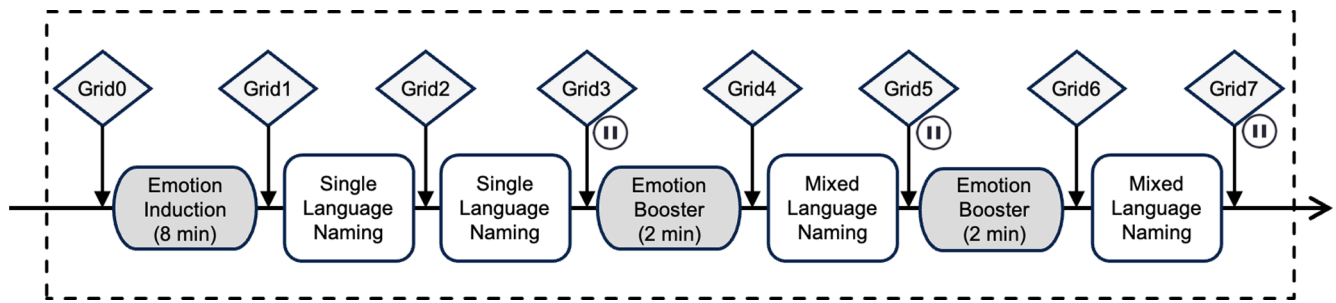 Grid0
Grid1
Grid2
Grid3
Grid4
Grid5
Grid6
Grid7
Emotion
Induction
(8 min)
Single
Language
Naming
Single
Language
Naming
Emotion
Booster
(2 min)
Mixed
Language
Naming
Emotion
Booster
(2 min)
Mixed
Language
Naming